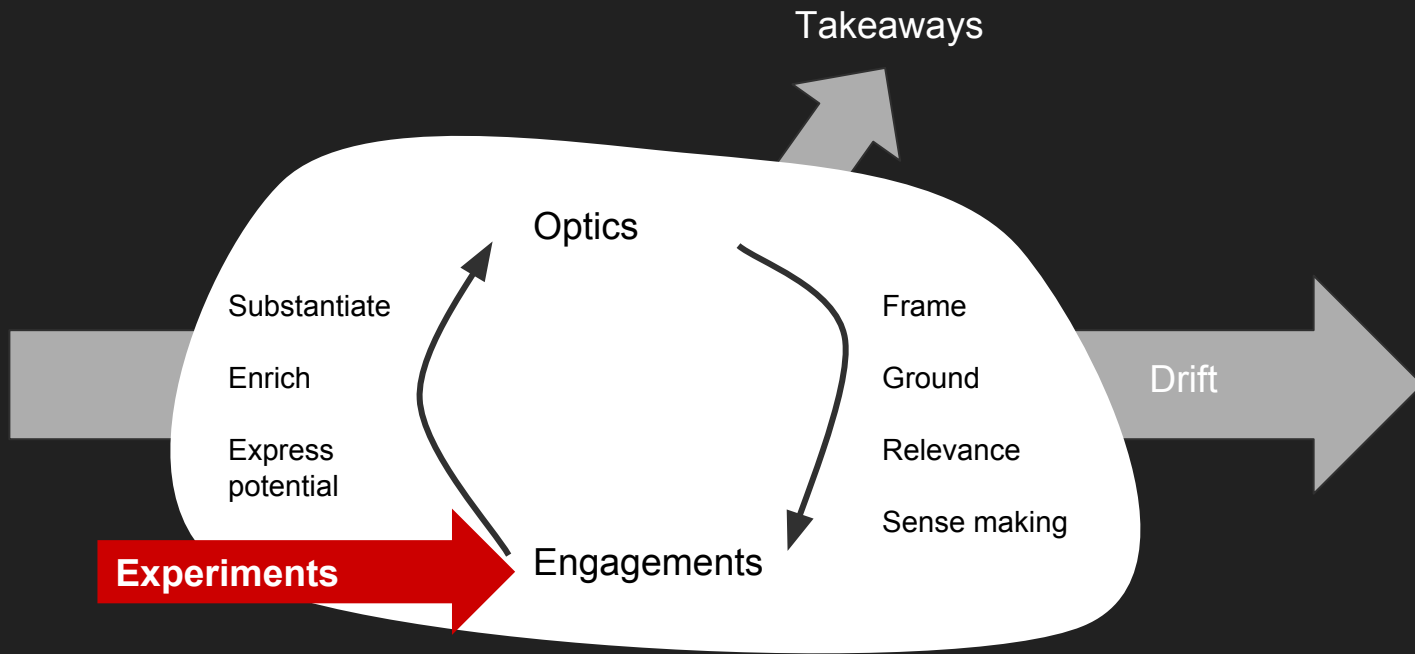 Takeaways
Optics
Substantiate
Enrich
Express
potential
Frame
Ground
Relevance
Sense making
Drift
Experiments
Engagements